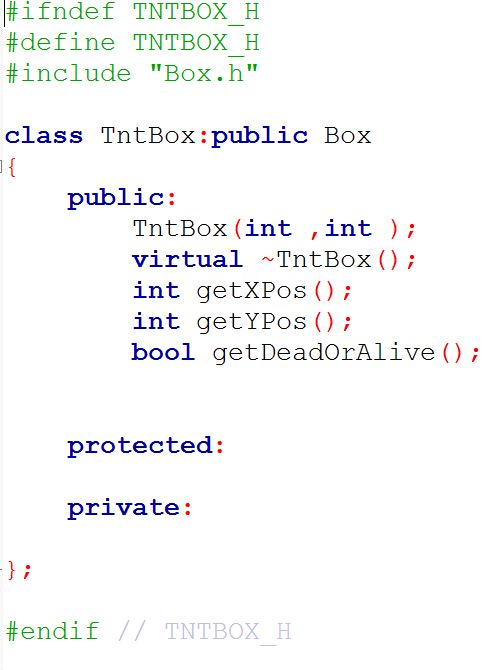 #ifndef TNTBOX_H
#define TNTBOX_H
#include "Box.h"
class TntBox:public Box
{
public:
TntBox(int ,int );
virtual ~TntBox();
int getXPos();
int getYPos();
bool getDeadOrAlive();
protected:
private:
};
#endif // TNTBOX_H